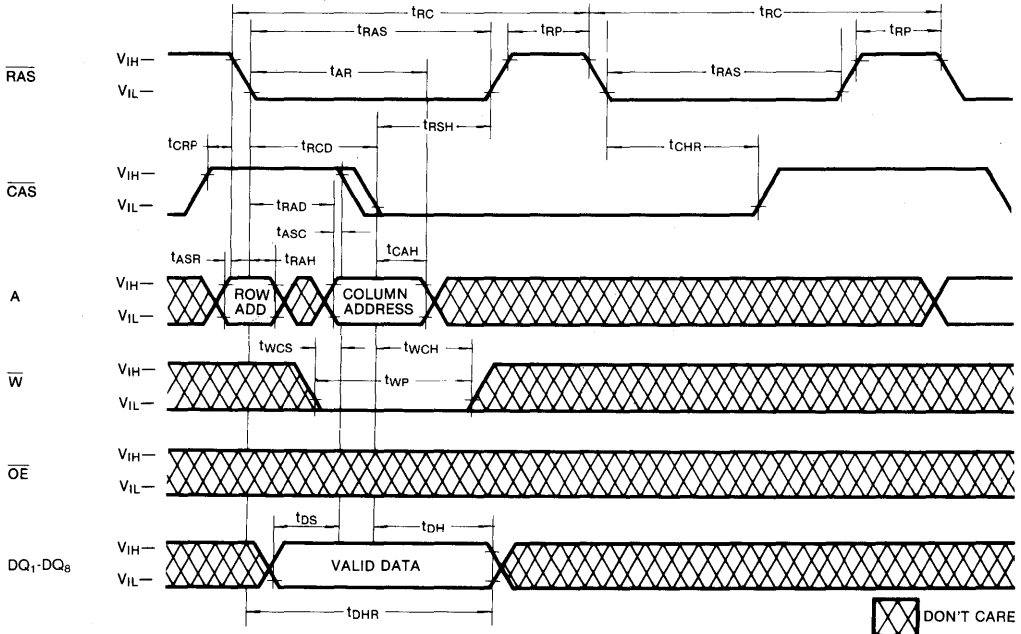 tRC tRC
tRAS tRP tRP
RAS VIH tAR tRAS
VIL
tRSH
tCRP tRCD tCHR
CAS VIH
VIL tRAD
tASC
tASR tRAH tCAH
A VIH ROW ADD COLUMN ADDRESS
VIL
tWCS tWCH
W VIH tWP
VIL
OE VIH
VIL
tDS tDH
DQ1-DQ8 VIH VALID DATA
VIL
tDHR
DON'T CARE